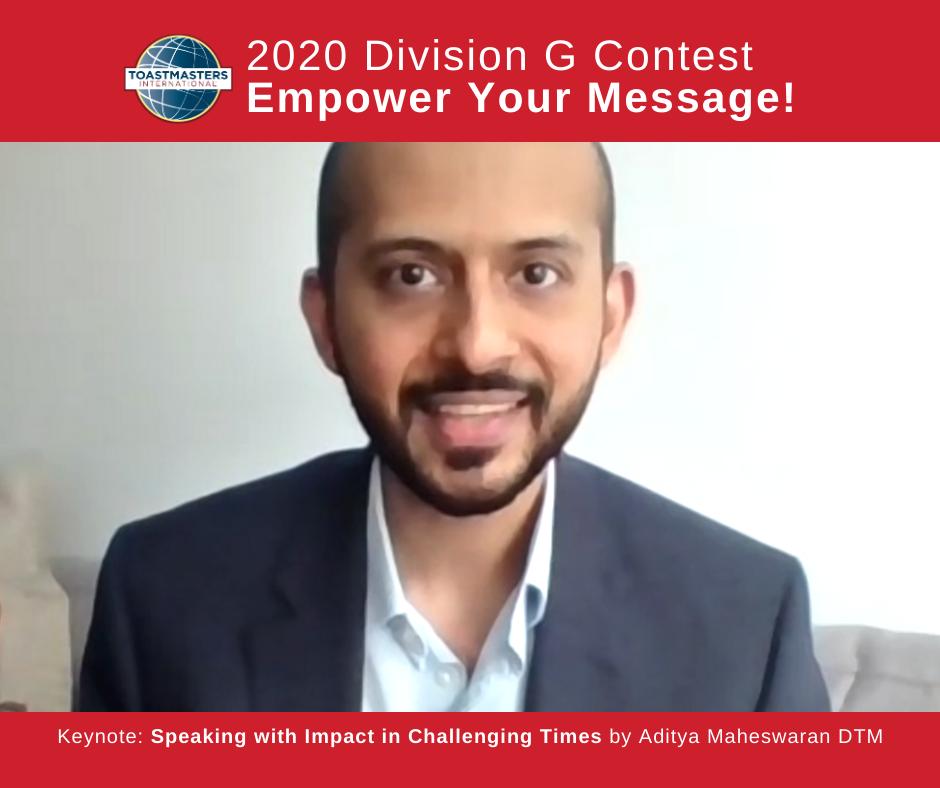 2020 Division G Contest
Empower Your Message!
TOASTMASTERS
INTERNATIONAL
Keynote: Speaking with Impact in Challenging Times by Aditya Maheswaran DTM